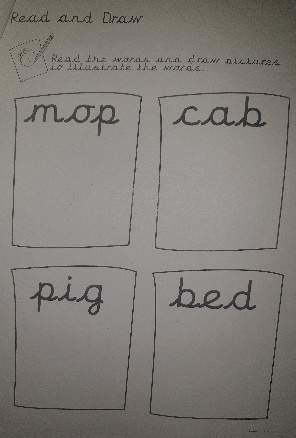 Read and Draw
Read the words and draw pictures
to illustrate the words.
mop
cab
pig
bed